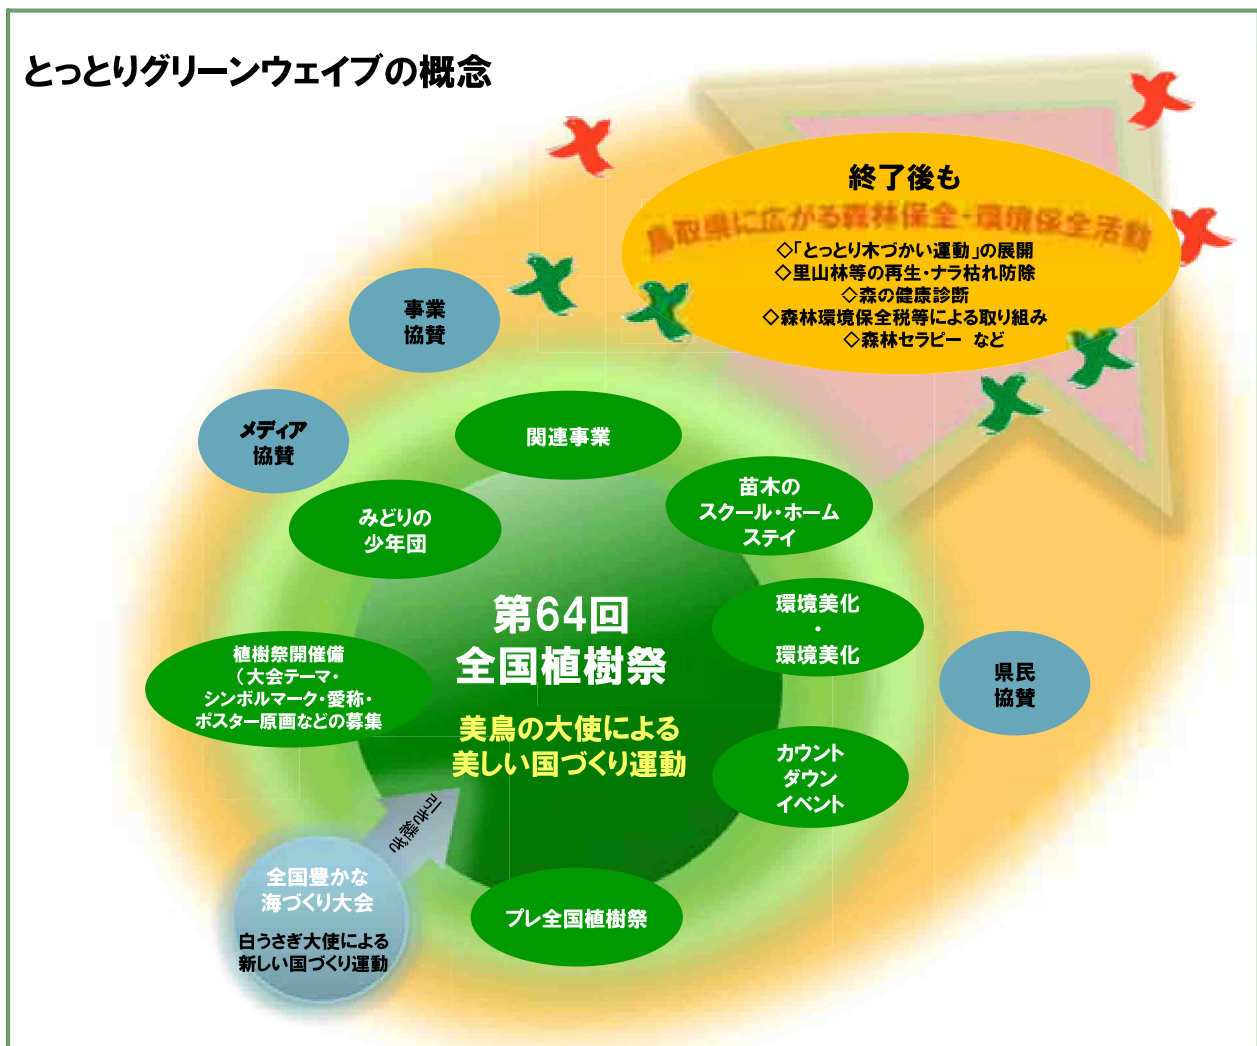 とっとりグリーンウェイブの概念
終了後も
鳥取県に広がる森林保全・環境保全活動
◇「とっとり木づかい運動」の展開
◇里山林等の再生・ナラ枯れ防除
◇森の健康診断
◇森林環境保全税等による取り組み
◇森林セラピー など
事業
協賛
メディア
協賛
関連事業
みどりの
少年団
苗木の
スクール・ホーム
ステイ
第64回
全国植樹祭
美鳥の大使による
美しい国づくり運動
環境美化
・
環境美化
県民
協賛
植樹祭開催備
（大会テーマ・
シンボルマーク・愛称・
ポスター原画などの募集
カウント
ダウン
イベント
引き継ぎ
全国豊かな
海づくり大会
白うさぎ大使による
新しい国づくり運動
プレ全国植樹祭